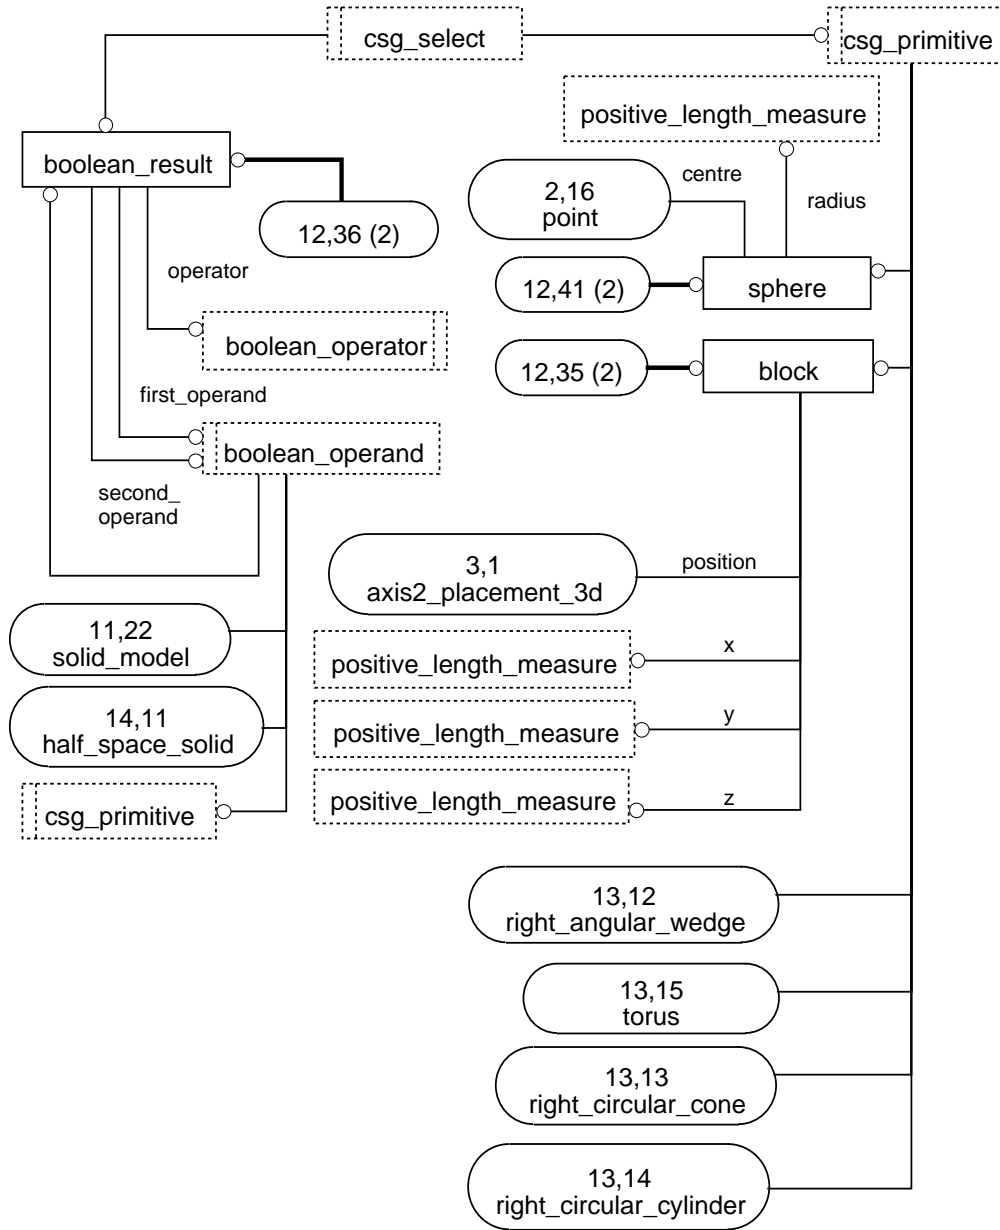 csg_select
csg_primitive
positive_length_measure
boolean_result
centre
2,16
point
radius
12,36 (2)
operator
12,41 (2)
sphere
boolean_operator
12,35 (2)
block
first_operand
boolean_operand
second_
operand
3,1
axis2_placement_3d
position
11,22
solid_model
positive_length_measure
x
14,11
half_space_solid
positive_length_measure
y
csg_primitive
positive_length_measure
z
13,12
right_angular_wedge
13,15
torus
13,13
right_circular_cone
13,14
right_circular_cylinder